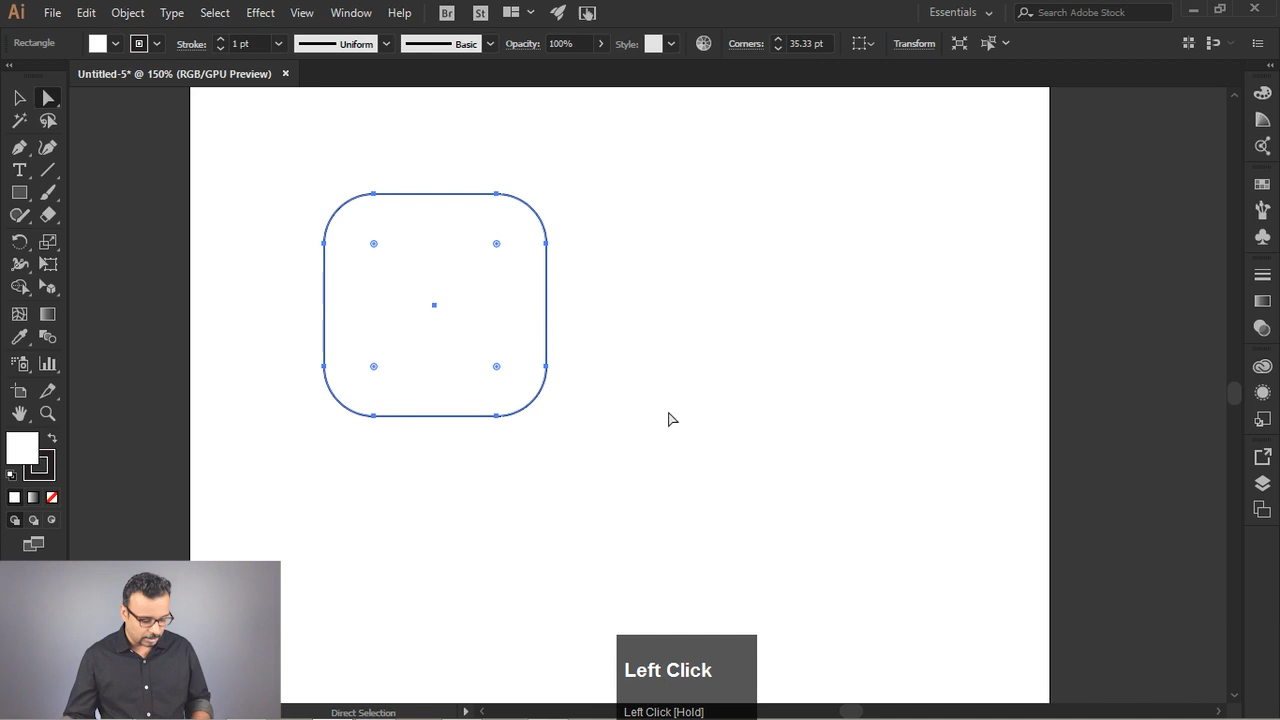 Ai File Edit Object Type Select Effect View Window Help Br St Essentials Search Adobe Stock
Rectangle Stroke: 1 pt Uniform Basic Opacity: 100% Style: Corners: 35.33 pt Transform
Untitled-5* @ 150% (RGB/GPU Preview) ×
T
Left Click
Left Click [Hold]
Direct Selection